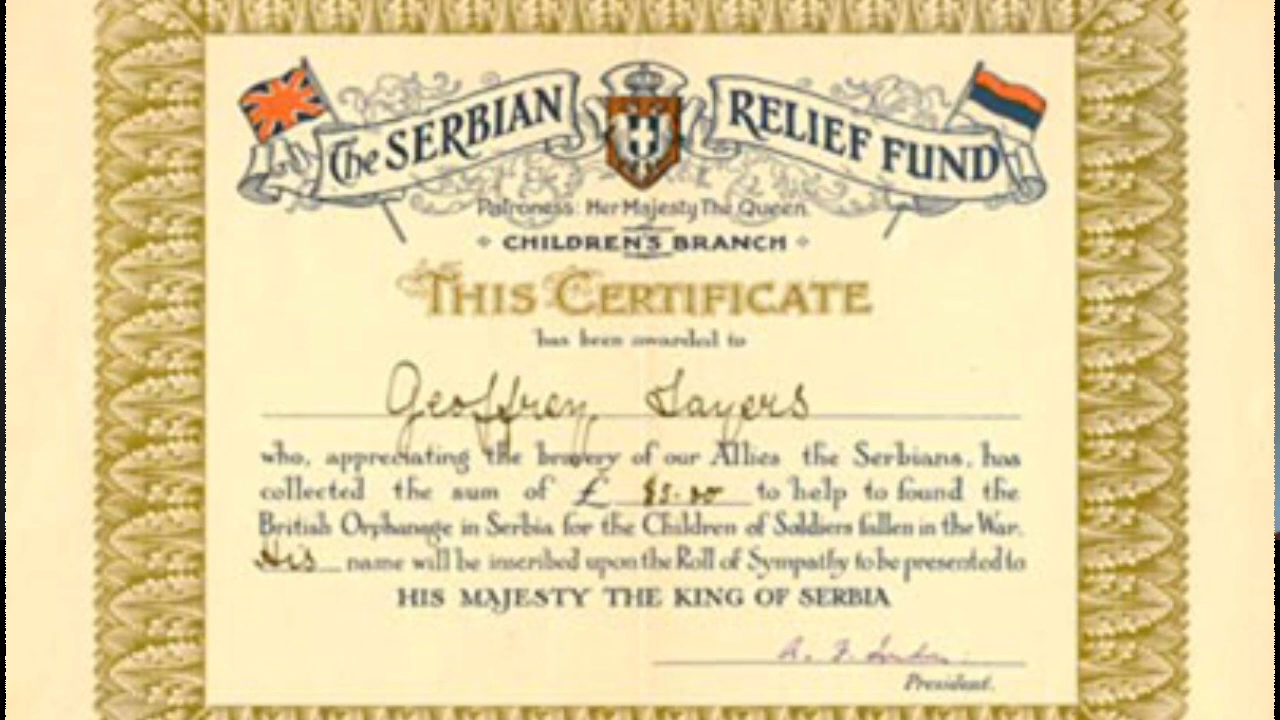 The SERBIAN RELIEF FUND
Patroness: Her Majesty The Queen.
CHILDREN'S BRANCH
THIS CERTIFICATE
has been awarded to
Geoffrey Sayers
who, appreciating the bravery of our Allies the Serbians, has
collected the sum of £ to help to found the
British Orphanage in Serbia for the Children of Soldiers fallen in the War.
His name will be inscribed upon the Roll of Sympathy to be presented to
HIS MAJESTY THE KING OF SERBIA
President.